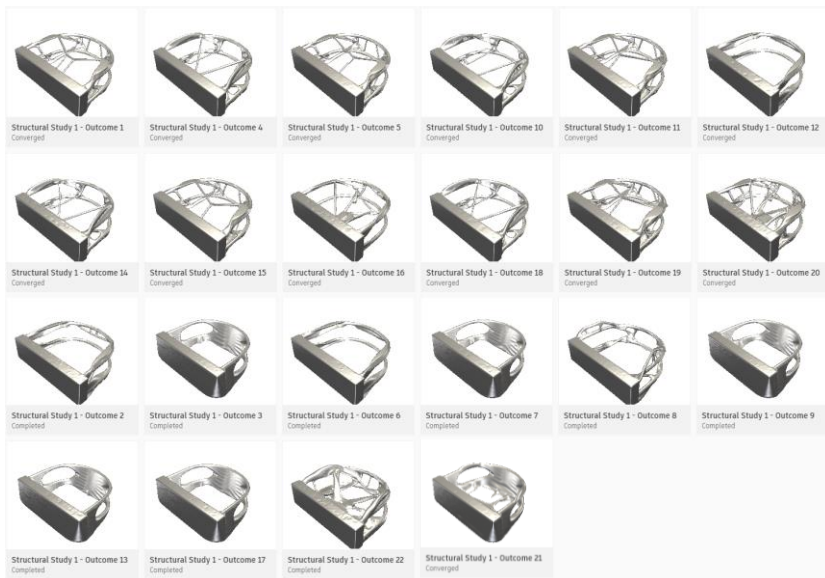 Structural Study 1 - Outcome 1
Converged
Structural Study 1 - Outcome 4
Converged
Structural Study 1 - Outcome 5
Converged
Structural Study 1 - Outcome 10
Converged
Structural Study 1 - Outcome 11
Converged
Structural Study 1 - Outcome 12
Converged
Structural Study 1 - Outcome 14
Converged
Structural Study 1 - Outcome 15
Converged
Structural Study 1 - Outcome 16
Converged
Structural Study 1 - Outcome 18
Converged
Structural Study 1 - Outcome 19
Converged
Structural Study 1 - Outcome 20
Converged
Structural Study 1 - Outcome 2
Completed
Structural Study 1 - Outcome 3
Completed
Structural Study 1 - Outcome 6
Completed
Structural Study 1 - Outcome 7
Completed
Structural Study 1 - Outcome 8
Completed
Structural Study 1 - Outcome 9
Completed
Structural Study 1 - Outcome 13
Completed
Structural Study 1 - Outcome 17
Completed
Structural Study 1 - Outcome 22
Completed
Structural Study 1 - Outcome 21
Converged